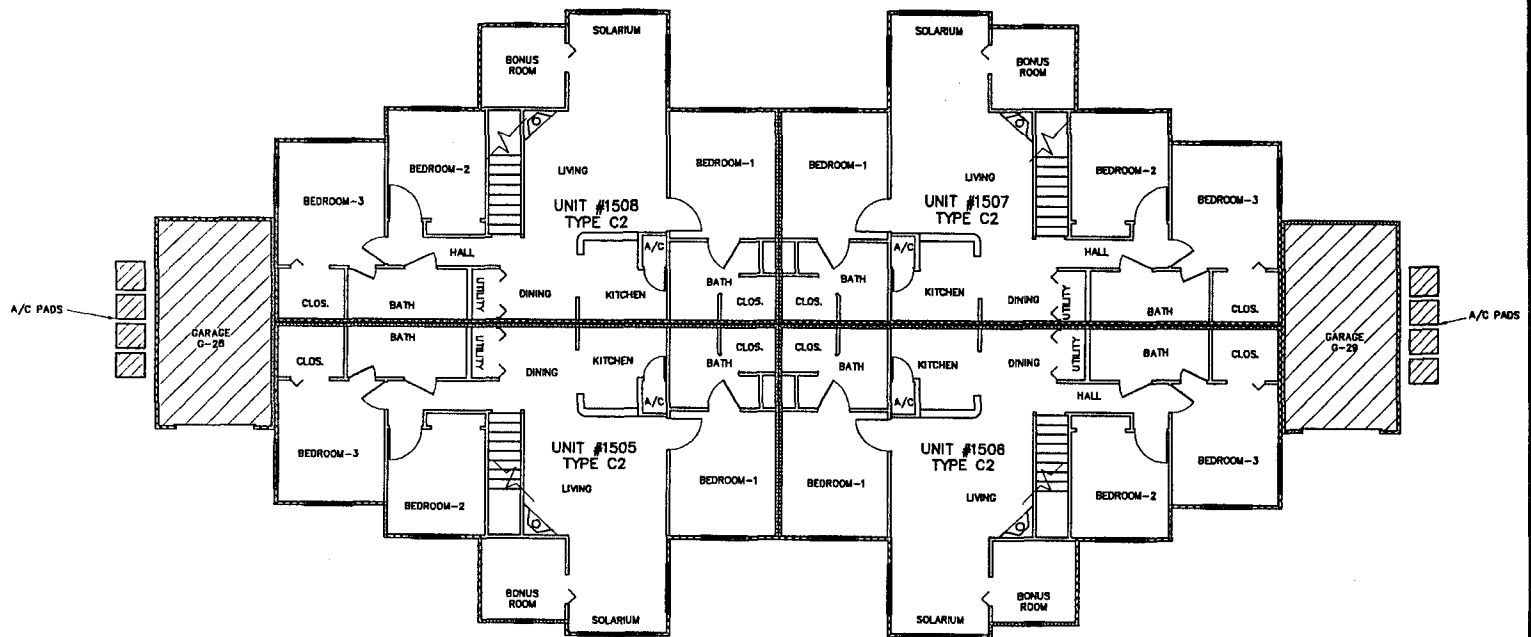 SOLARIUM
SOLARIUM
BONUS
ROOM
BONUS
ROOM
BEDROOM-2
BEDROOM-1
BEDROOM-1
BEDROOM-2
LIVING
LIVING
BEDROOM-3
BEDROOM-3
UNIT #1508
TYPE C2
UNIT #1507
TYPE C2
HALL
A/C
A/C
HALL
BATH
BATH
UTILITY
DINING
KITCHEN
KITCHEN
DINING
UTILITY
CLOS.
BATH
CLOS.
CLOS.
BATH
CLOS.
A/C PADS
A/C PADS
GARAGE
G-28
GARAGE
G-29
BATH
UTILITY
CLOS.
CLOS.
UTILITY
BATH
CLOS.
CLOS.
DINING
KITCHEN
BATH
BATH
KITCHEN
DINING
A/C
A/C
HALL
UNIT #1505
TYPE C2
UNIT #1506
TYPE C2
BEDROOM-3
BEDROOM-3
LIVING
LIVING
BEDROOM-2
BEDROOM-1
BEDROOM-1
BEDROOM-2
BONUS
ROOM
BONUS
ROOM
SOLARIUM
SOLARIUM